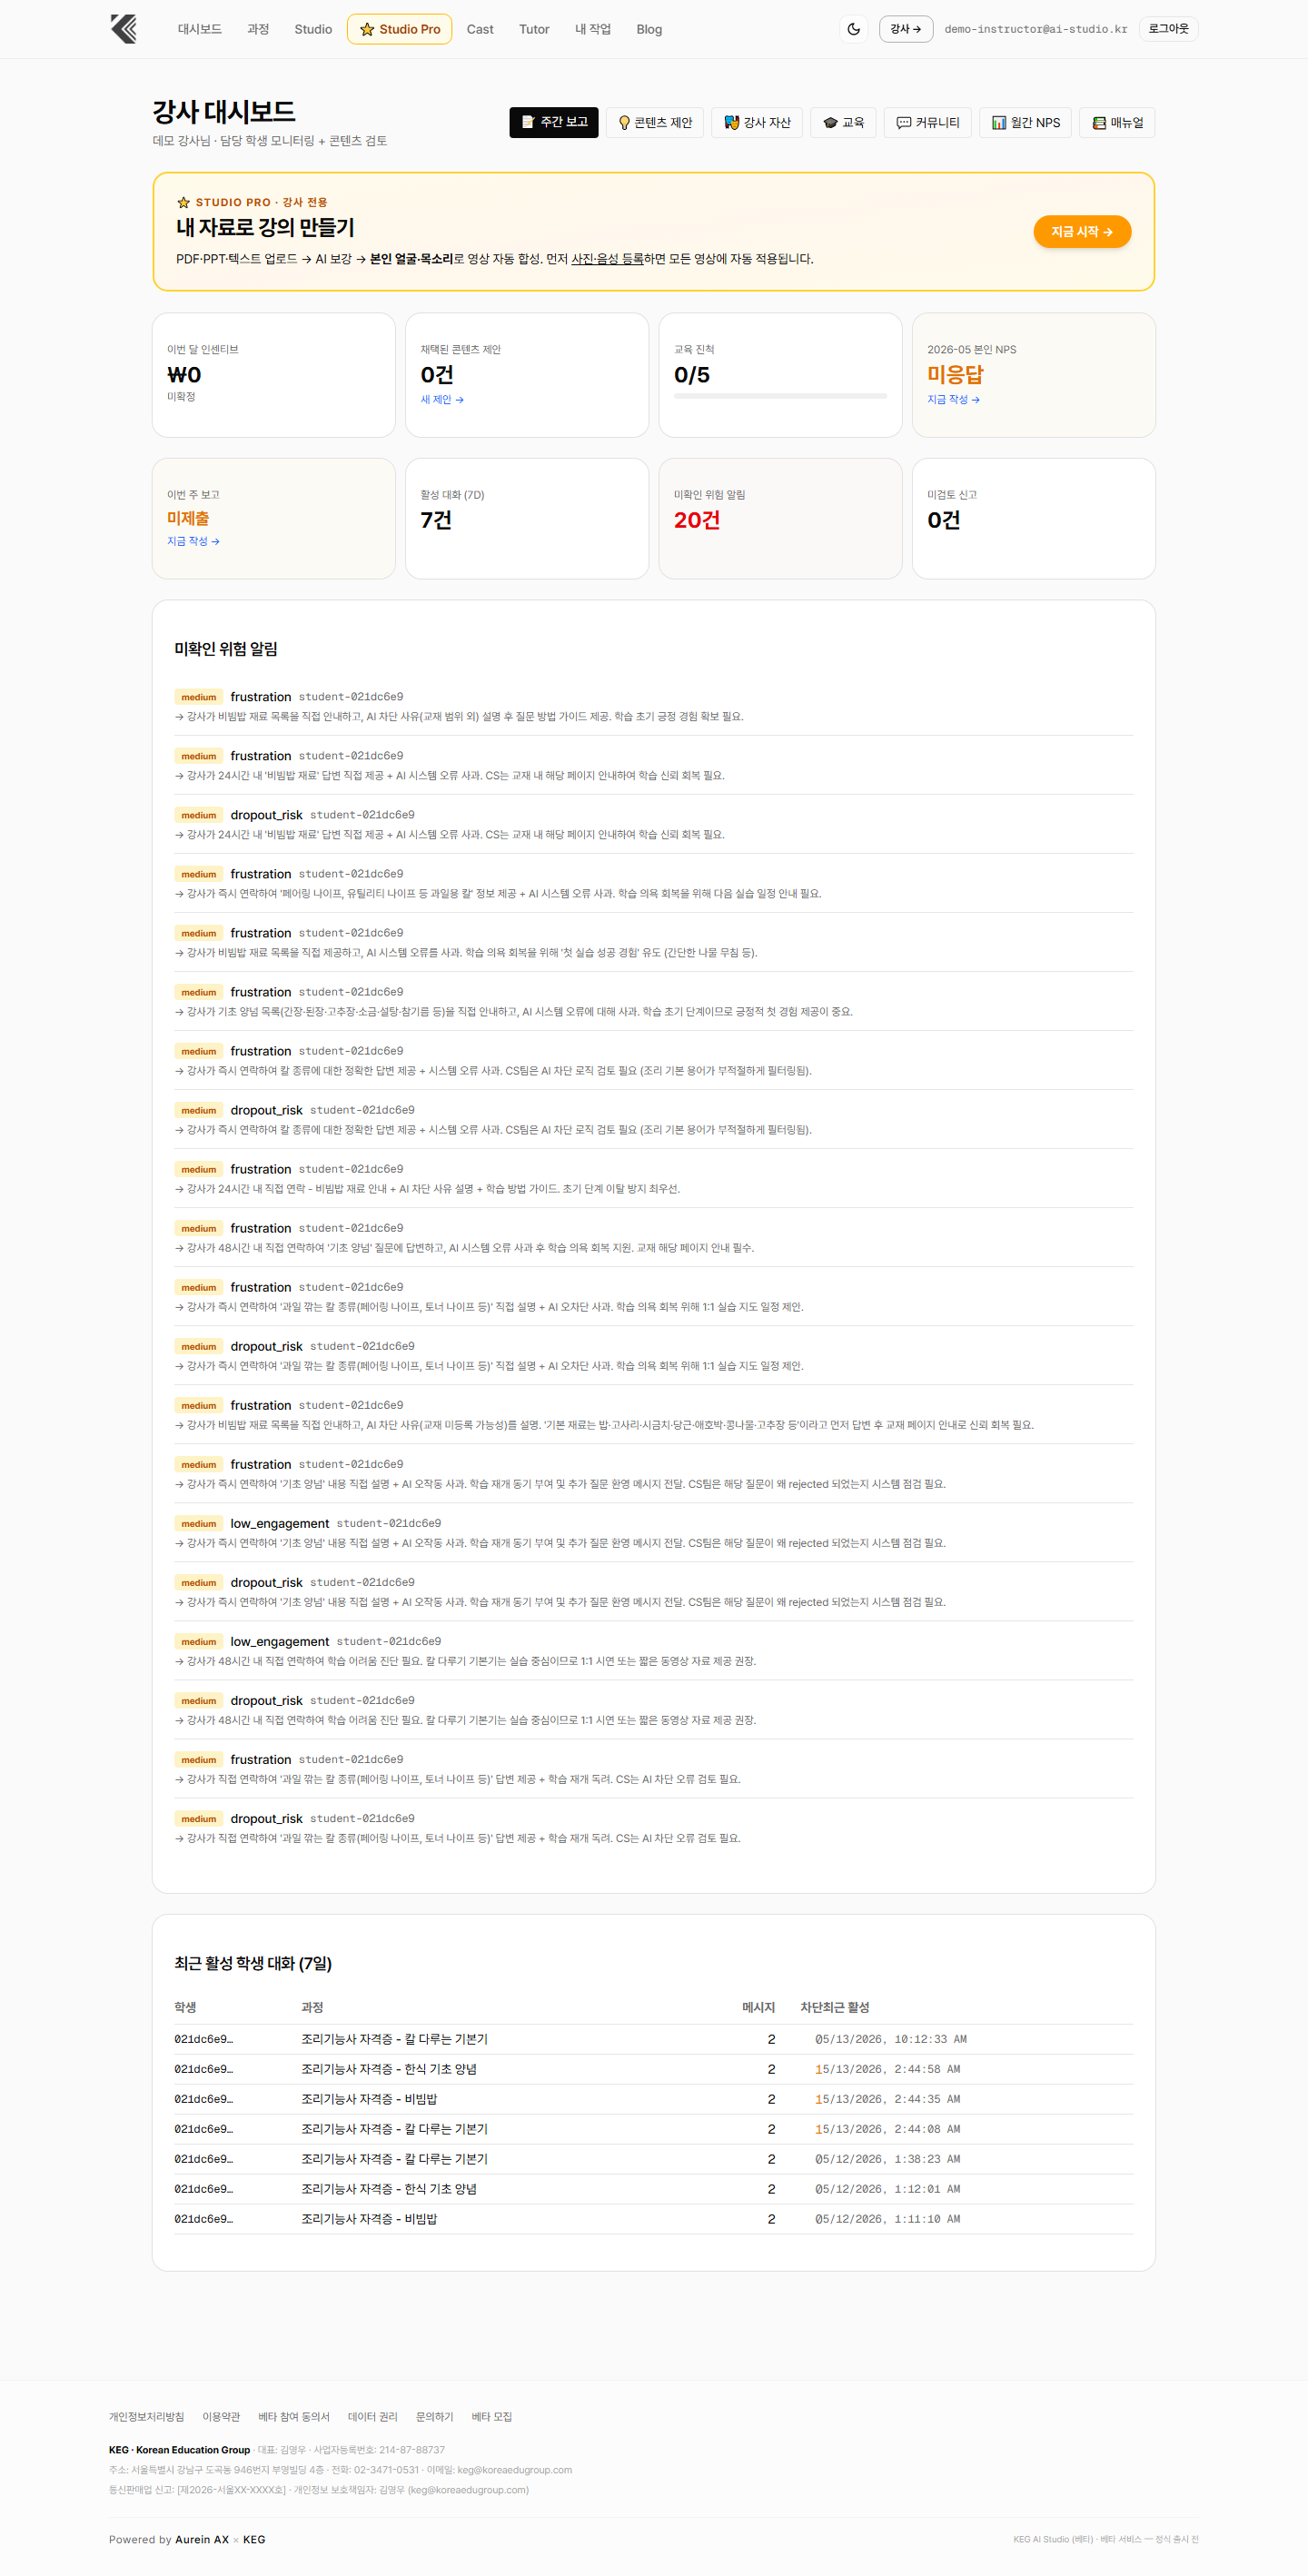 대시보드 과정 Studio Studio Pro Cast Tutor 내 작업 Blog 강사 → demo-instructor@ai-studio.kr 로그아웃
강사 대시보드
데모 강사님 · 담당 학생 모니터링 + 콘텐츠 검토
주간 보고 콘텐츠 제안 강사 자산 교육 커뮤니티 월간 NPS 매뉴얼
STUDIO PRO · 강사 전용
내 자료로 강의 만들기
PDF·PPT·텍스트 업로드 → AI 보강 → 본인 얼굴·목소리로 영상 자동 합성. 먼저 사진·음성 등록하면 모든 영상에 자동 적용됩니다.
지금 시작 →
이번 달 인센티브
₩0
미확정
채택된 콘텐츠 제안
0건
새 제안 →
교육 진척
0/5
2026-05 본인 NPS
미응답
지금 작성 →
이번 주 보고
미제출
지금 작성 →
활성 대화 (7D)
7건
미확인 위험 알림
20건
미검토 신고
0건
미확인 위험 알림
medium frustration student-021dc6e9
→ 강사가 비빔밥 재료 목록을 직접 안내하고, AI 차단 사유(교재 범위 외) 설명 후 질문 방법 가이드 제공. 학습 초기 긍정 경험 확보 필요.
medium frustration student-021dc6e9
→ 강사가 24시간 내 '비빔밥 재료' 답변 직접 제공 + AI 시스템 오류 사과. CS는 교재 내 해당 페이지 안내하여 학습 신뢰 회복 필요.
medium dropout_risk student-021dc6e9
→ 강사가 24시간 내 '비빔밥 재료' 답변 직접 제공 + AI 시스템 오류 사과. CS는 교재 내 해당 페이지 안내하여 학습 신뢰 회복 필요.
medium frustration student-021dc6e9
→ 강사가 즉시 연락하여 '페어링 나이프, 유틸리티 나이프 등 과일용 칼' 정보 제공 + AI 시스템 오류 사과. 학습 의욕 회복을 위해 다음 실습 일정 안내 필요.
medium frustration student-021dc6e9
→ 강사가 비빔밥 재료 목록을 직접 제공하고, AI 시스템 오류를 사과. 학습 의욕 회복을 위해 '첫 실습 성공 경험' 유도 (간단한 나물 무침 등).
medium frustration student-021dc6e9
→ 강사가 기초 양념 목록(간장·된장·고추장·소금·설탕·참기름 등)을 직접 안내하고, AI 시스템 오류에 대해 사과. 학습 초기 단계이므로 긍정적 첫 경험 제공이 중요.
medium frustration student-021dc6e9
→ 강사가 즉시 연락하여 칼 종류에 대한 정확한 답변 제공 + 시스템 오류 사과. CS팀은 AI 차단 로직 검토 필요 (조리 기본 용어가 부적절하게 필터링됨).
medium dropout_risk student-021dc6e9
→ 강사가 즉시 연락하여 칼 종류에 대한 정확한 답변 제공 + 시스템 오류 사과. CS팀은 AI 차단 로직 검토 필요 (조리 기본 용어가 부적절하게 필터링됨).
medium frustration student-021dc6e9
→ 강사가 24시간 내 직접 연락 - 비빔밥 재료 안내 + AI 차단 사유 설명 + 학습 방법 가이드. 초기 단계 이탈 방지 최우선.
medium frustration student-021dc6e9
→ 강사가 48시간 내 직접 연락하여 '기초 양념' 질문에 답변하고, AI 시스템 오류 사과 후 학습 의욕 회복 지원. 교재 해당 페이지 안내 필수.
medium frustration student-021dc6e9
→ 강사가 즉시 연락하여 '과일 깎는 칼 종류(페어링 나이프, 토너 나이프 등)' 직접 설명 + AI 오차단 사과. 학습 의욕 회복 위해 1:1 실습 지도 일정 제안.
medium dropout_risk student-021dc6e9
→ 강사가 즉시 연락하여 '과일 깎는 칼 종류(페어링 나이프, 토너 나이프 등)' 직접 설명 + AI 오차단 사과. 학습 의욕 회복 위해 1:1 실습 지도 일정 제안.
medium frustration student-021dc6e9
→ 강사가 비빔밥 재료 목록을 직접 안내하고, AI 차단 사유(교재 미등록 가능성)를 설명. '기본 재료는 밥·고사리·시금치·당근·애호박·콩나물·고추장 등'이라고 먼저 답변 후 교재 페이지 안내로 신뢰 회복 필요.
medium frustration student-021dc6e9
→ 강사가 즉시 연락하여 '기초 양념' 내용 직접 설명 + AI 오작동 사과. 학습 재개 동기 부여 및 추가 질문 환영 메시지 전달. CS팀은 해당 질문이 왜 rejected 되었는지 시스템 점검 필요.
medium low_engagement student-021dc6e9
→ 강사가 즉시 연락하여 '기초 양념' 내용 직접 설명 + AI 오작동 사과. 학습 재개 동기 부여 및 추가 질문 환영 메시지 전달. CS팀은 해당 질문이 왜 rejected 되었는지 시스템 점검 필요.
medium dropout_risk student-021dc6e9
→ 강사가 즉시 연락하여 '기초 양념' 내용 직접 설명 + AI 오작동 사과. 학습 재개 동기 부여 및 추가 질문 환영 메시지 전달. CS팀은 해당 질문이 왜 rejected 되었는지 시스템 점검 필요.
medium low_engagement student-021dc6e9
→ 강사가 48시간 내 직접 연락하여 학습 어려움 진단 필요. 칼 다루기 기본기는 실습 중심이므로 1:1 시연 또는 짧은 동영상 자료 제공 권장.
medium dropout_risk student-021dc6e9
→ 강사가 48시간 내 직접 연락하여 학습 어려움 진단 필요. 칼 다루기 기본기는 실습 중심이므로 1:1 시연 또는 짧은 동영상 자료 제공 권장.
medium frustration student-021dc6e9
→ 강사가 직접 연락하여 '과일 깎는 칼 종류(페어링 나이프, 토너 나이프 등)' 답변 제공 + 학습 재개 독려. CS는 AI 차단 오류 검토 필요.
medium dropout_risk student-021dc6e9
→ 강사가 직접 연락하여 '과일 깎는 칼 종류(페어링 나이프, 토너 나이프 등)' 답변 제공 + 학습 재개 독려. CS는 AI 차단 오류 검토 필요.
최근 활성 학생 대화 (7일)
학생 과정 메시지 차단 최근 활성
021dc6e9… 조리기능사 자격증 - 칼 다루는 기본기 2 0 5/13/2026, 10:12:33 AM
021dc6e9… 조리기능사 자격증 - 한식 기초 양념 2 1 5/13/2026, 2:44:58 AM
021dc6e9… 조리기능사 자격증 - 비빔밥 2 1 5/13/2026, 2:44:35 AM
021dc6e9… 조리기능사 자격증 - 칼 다루는 기본기 2 1 5/13/2026, 2:44:08 AM
021dc6e9… 조리기능사 자격증 - 칼 다루는 기본기 2 0 5/12/2026, 1:38:23 AM
021dc6e9… 조리기능사 자격증 - 한식 기초 양념 2 0 5/12/2026, 1:12:01 AM
021dc6e9… 조리기능사 자격증 - 비빔밥 2 0 5/12/2026, 1:11:10 AM
개인정보처리방침 이용약관 베타 참여 동의서 데이터 권리 문의하기 베타 모집
KEG · Korean Education Group · 대표: 김영우 · 사업자등록번호: 214-87-88737
주소: 서울특별시 강남구 도곡동 946번지 부영빌딩 4층 · 전화: 02-3471-0531 · 이메일: keg@koreaedugroup.com
통신판매업 신고: [제2026-서울XX-XXXX호] · 개인정보 보호책임자: 김영우 (keg@koreaedugroup.com)
Powered by Aurein AX × KEG
KEG AI Studio (베타) · 베타 서비스 — 정식 출시 전